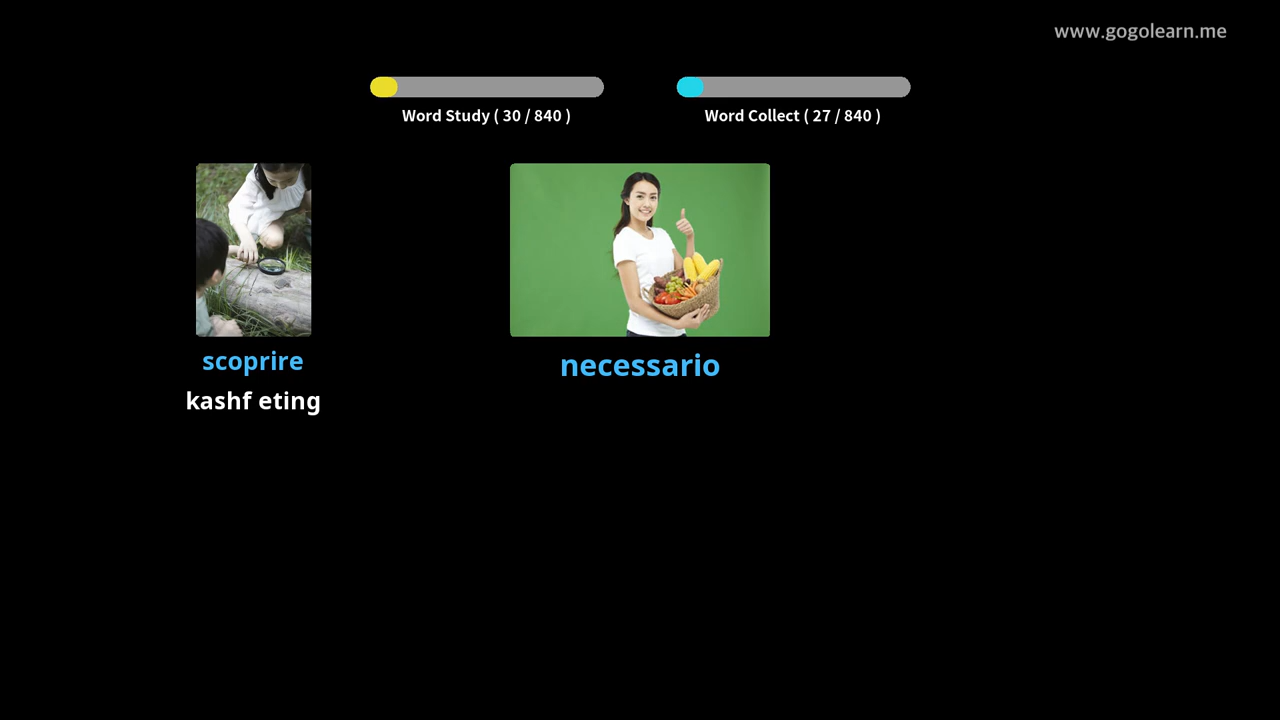 www.gogolearn.me
Word Study ( 30 / 840 )
Word Collect ( 27 / 840 )
scoprire
kashf eting
necessario